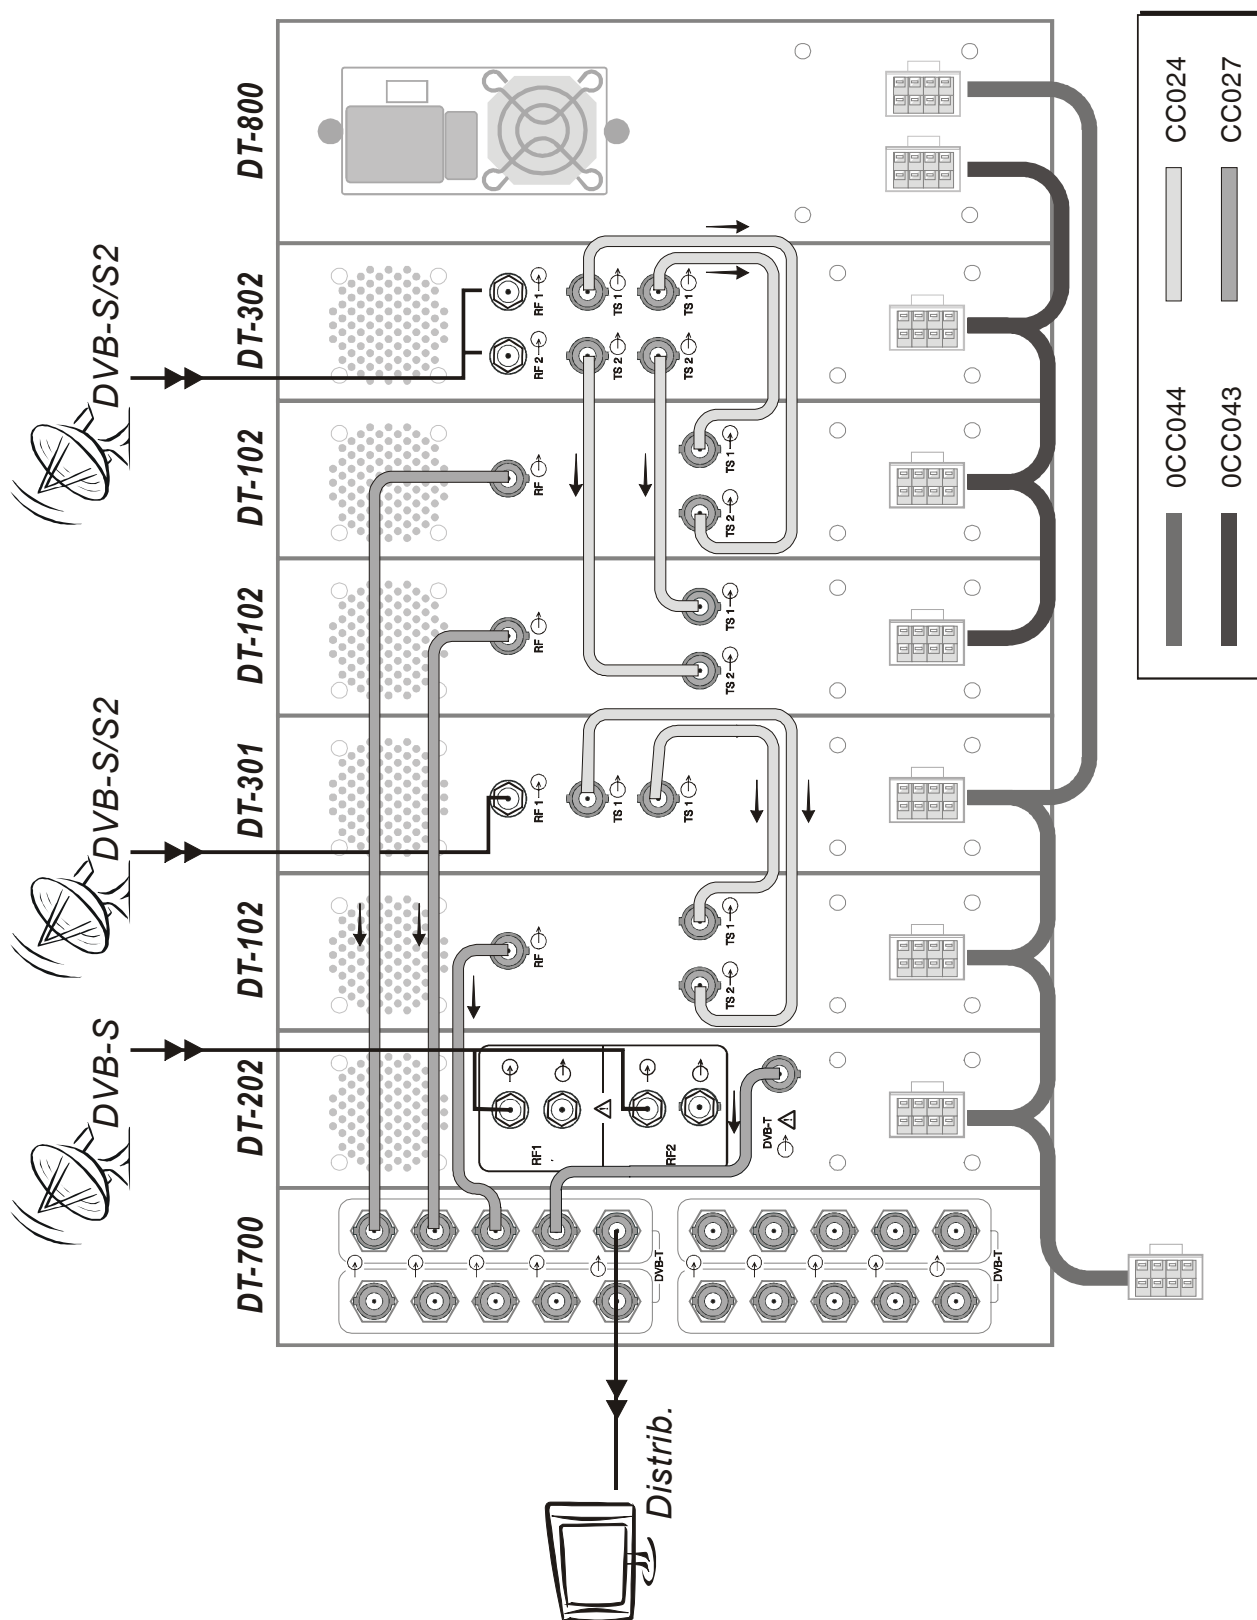 DVB-S
DVB-S/S2
DVB-S/S2
DT-700
DT-202
DT-102
DT-301
DT-102
DT-102
DT-302
DT-800
RF1
RF
RF 1
RF
RF
RF 2
RF 1
TS 1
TS 2
TS 1
Distrib.
DVB-T
RF2
TS 1
TS 2
TS 1
TS 2
TS 1
TS 2
TS 1
TS 2
TS 1
DVB-T
DVB-T
0CC044
CC024
0CC043
CC027